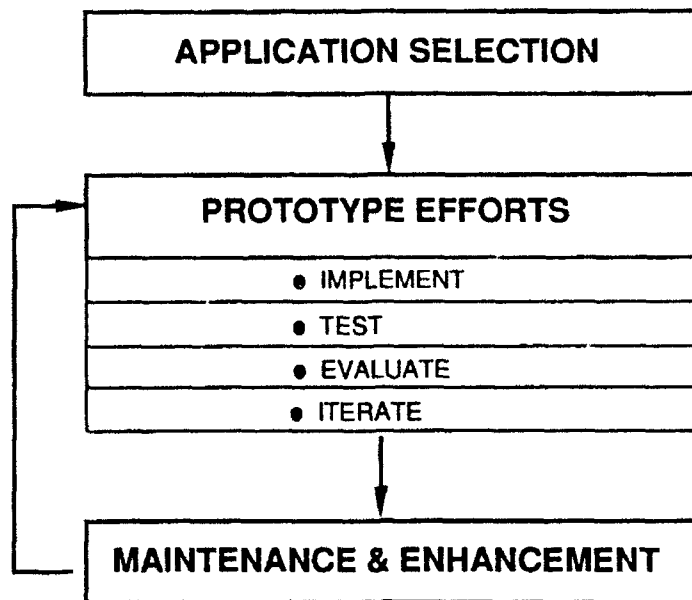 APPLICATION SELECTION
PROTOTYPE EFFORTS
• IMPLEMENT
• TEST
• EVALUATE
• ITERATE
MAINTENANCE & ENHANCEMENT